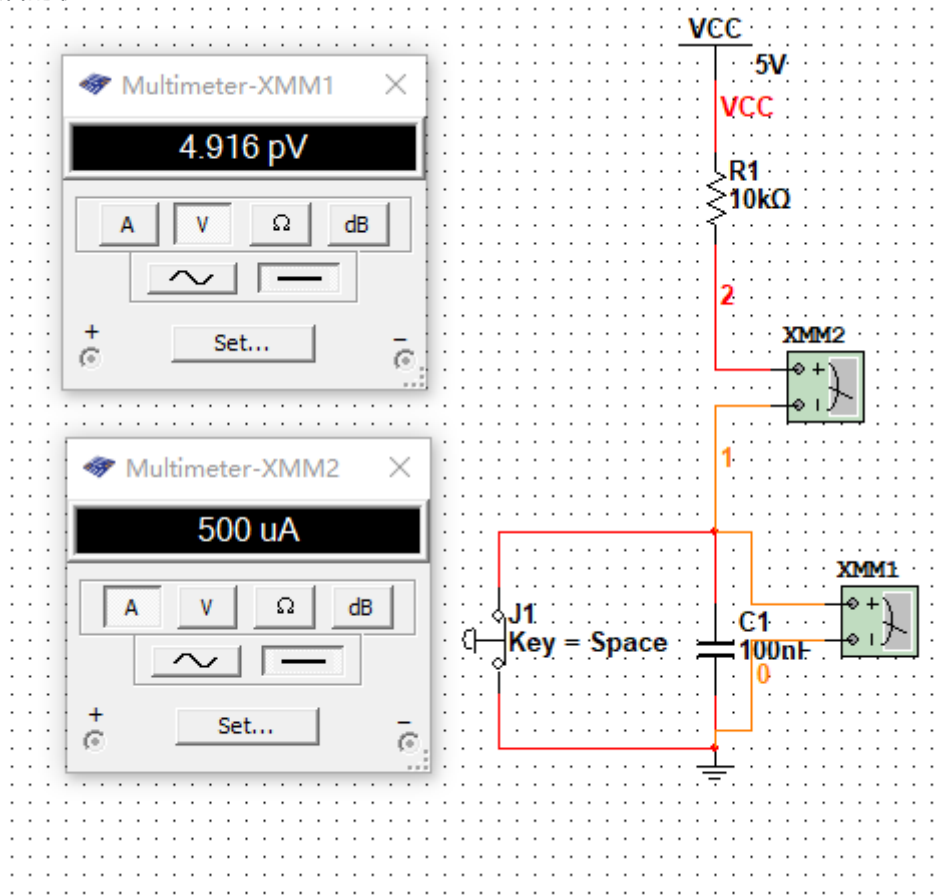 Multimeter-XMM1
4.916 pV
A V Ω dB
+ Set... -
Multimeter-XMM2
500 uA
A V Ω dB
+ Set... -
VCC
5V
VCC
R1
10kΩ
2
XMM2
+
-
1
J1
Key = Space
C1
100nF
0
XMM1
+
-